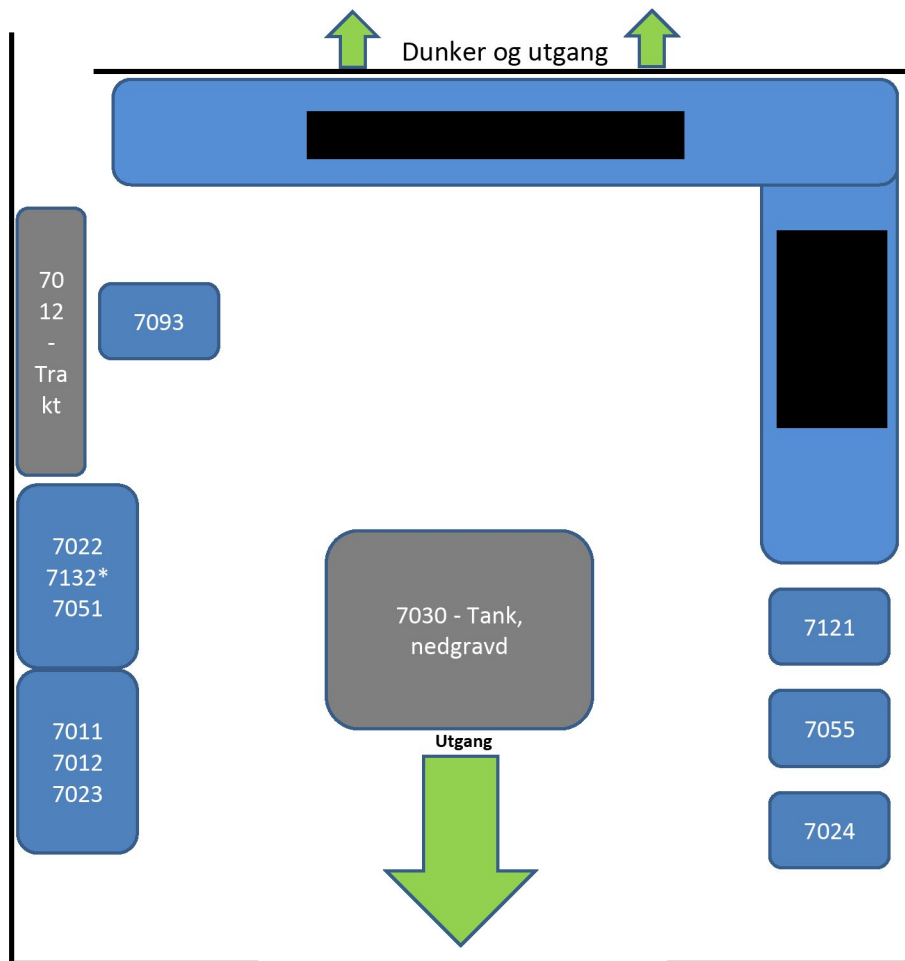 Dunker og utgang
70
12
-
Tra
kt
7093
7022
7132*
7051
7011
7012
7023
7030 - Tank,
nedgravd
Utgang
7121
7055
7024